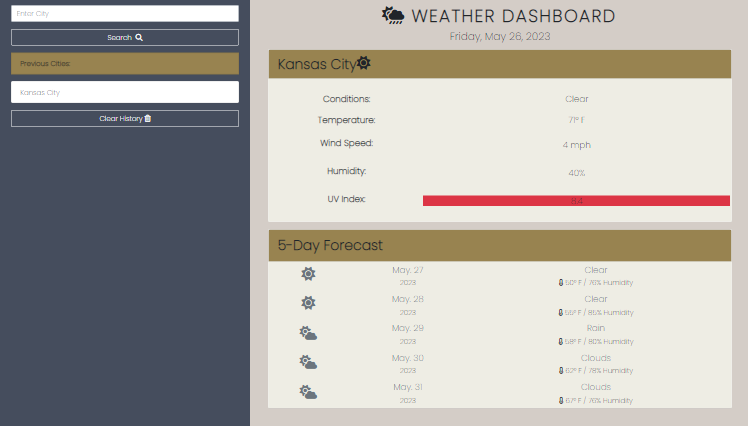 Enter City
Search
Previous Cities:
Kansas City
Clear History
WEATHER DASHBOARD
Friday, May 26, 2023
Kansas City
Conditions: Clear
Temperature: 71° F
Wind Speed: 4 mph
Humidity: 40%
UV Index: 8.4
5-Day Forecast
May. 27 Clear
2023 50° F / 76% Humidity
May. 28 Clear
2023 F / 85% Humidity
May. 29 Rain
2023 58° F / 80% Humidity
May. 30 Clouds
2023 62° F / 78% Humidity
May. 31 Clouds
2023 67° F / 76% Humidity